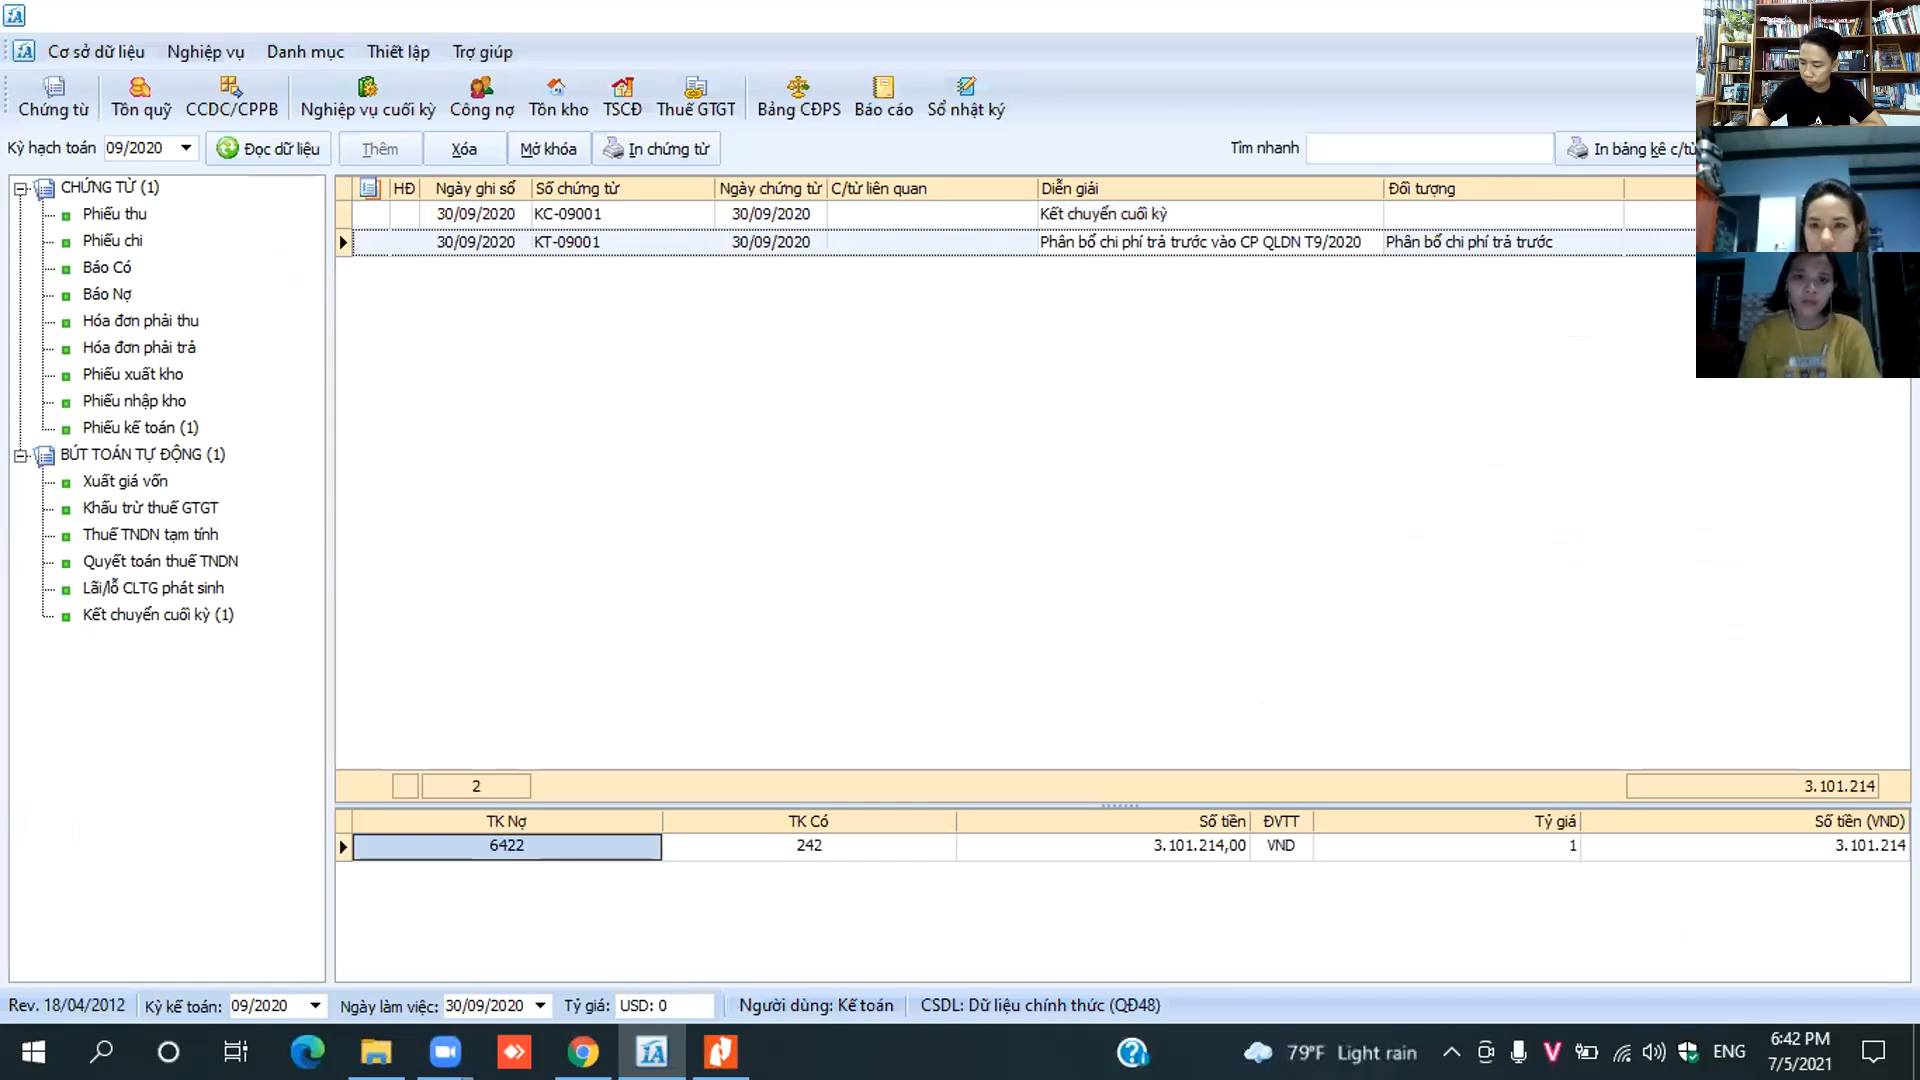 Cơ sở dữ liệu Nghiệp vụ Danh mục Thiết lập Trợ giúp
Chứng từ Tồn quỹ CCDC/CPPB Nghiệp vụ cuối kỳ Công nợ Tồn kho TSCĐ Thuế GTGT Bảng CĐPS Báo cáo Sổ nhật ký
Kỳ hạch toán 09/2020 Đọc dữ liệu Thêm Xóa Mở khóa In chứng từ Tìm nhanh In bảng kê c/từ
CHỨNG TỪ (1)
Phiếu thu
Phiếu chi
Báo Có
Báo Nợ
Hóa đơn phải thu
Hóa đơn phải trả
Phiếu xuất kho
Phiếu nhập kho
Phiếu kế toán (1)
BÚT TOÁN TỰ ĐỘNG (1)
Xuất giá vốn
Khấu trừ thuế GTGT
Thuế TNDN tạm tính
Quyết toán thuế TNDN
Lãi/lỗ CLTG phát sinh
Kết chuyển cuối kỳ (1)
HĐ Ngày ghi sổ Số chứng từ Ngày chứng từ C/từ liên quan Diễn giải Đối tượng
30/09/2020 KC-09001 30/09/2020 Kết chuyển cuối kỳ
30/09/2020 KT-09001 30/09/2020 Phân bổ chi phí trả trước vào CP QLDN T9/2020 Phân bổ chi phí trả trước
2 3.101.214
TK Nợ TK Có Số tiền ĐVTT Tỷ giá Số tiền (VND)
6422 242 3.101.214,00 VND 1 3.101.214
Rev. 18/04/2012 Kỳ kế toán: 09/2020 Ngày làm việc: 30/09/2020 Tỷ giá: USD: 0 Người dùng: Kế toán CSDL: Dữ liệu chính thức (QĐ48)
79°F Light rain ENG 6:42 PM
7/5/2021